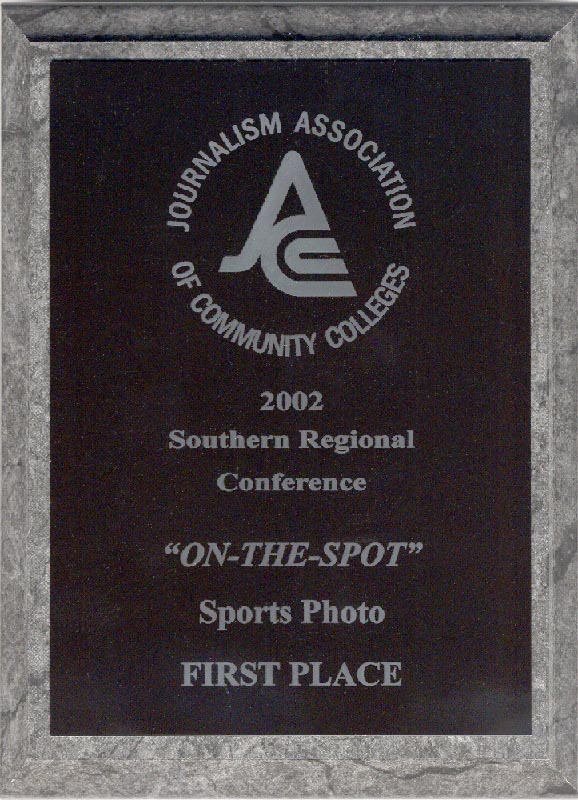 JOURNALISM ASSOCIATION
OF COMMUNITY COLLEGES
2002
Southern Regional
Conference
“ON-THE-SPOT”
Sports Photo
FIRST PLACE